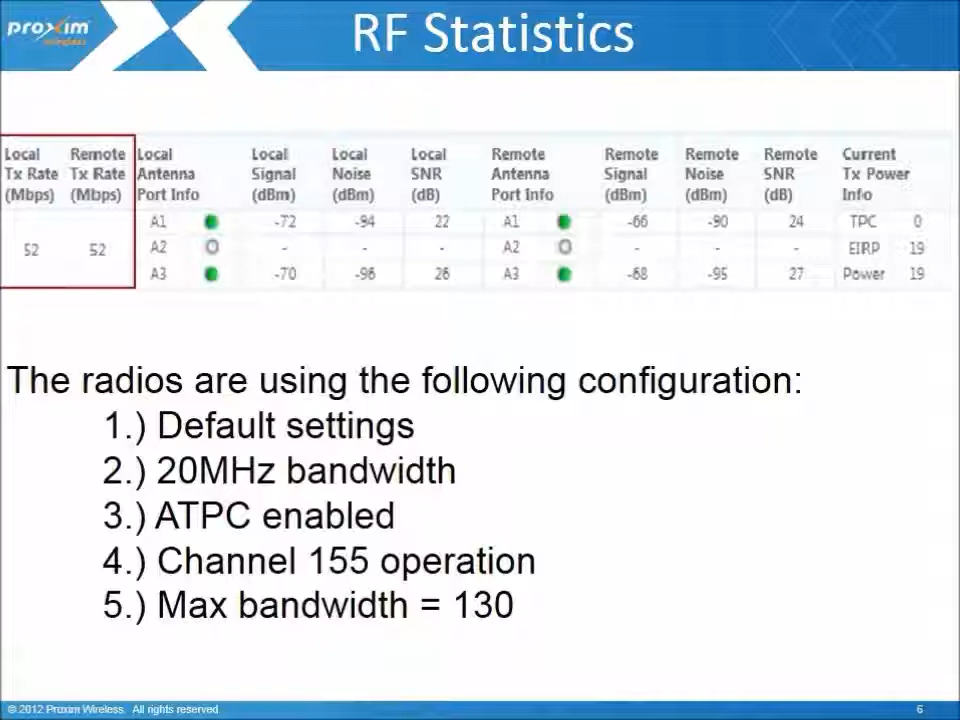 proxim
wireless
RF Statistics
Local Tx Rate (Mbps) Remote Tx Rate (Mbps) Local Antenna Port Info Local Signal (dBm) Local Noise (dBm) Local SNR (dB) Remote Antenna Port Info Remote Signal (dBm) Remote Noise (dBm) Remote SNR (dB) Current Tx Power Info
A1 -72 -94 22 A1 -66 -90 24 TPC 0
52 52 A2 - - - A2 - - - EIRP 19
A3 -70 -96 26 A3 -68 -95 27 Power 19
The radios are using the following configuration:
1.) Default settings
2.) 20MHz bandwidth
3.) ATPC enabled
4.) Channel 155 operation
5.) Max bandwidth = 130
© 2012 Proxim Wireless. All rights reserved. 6